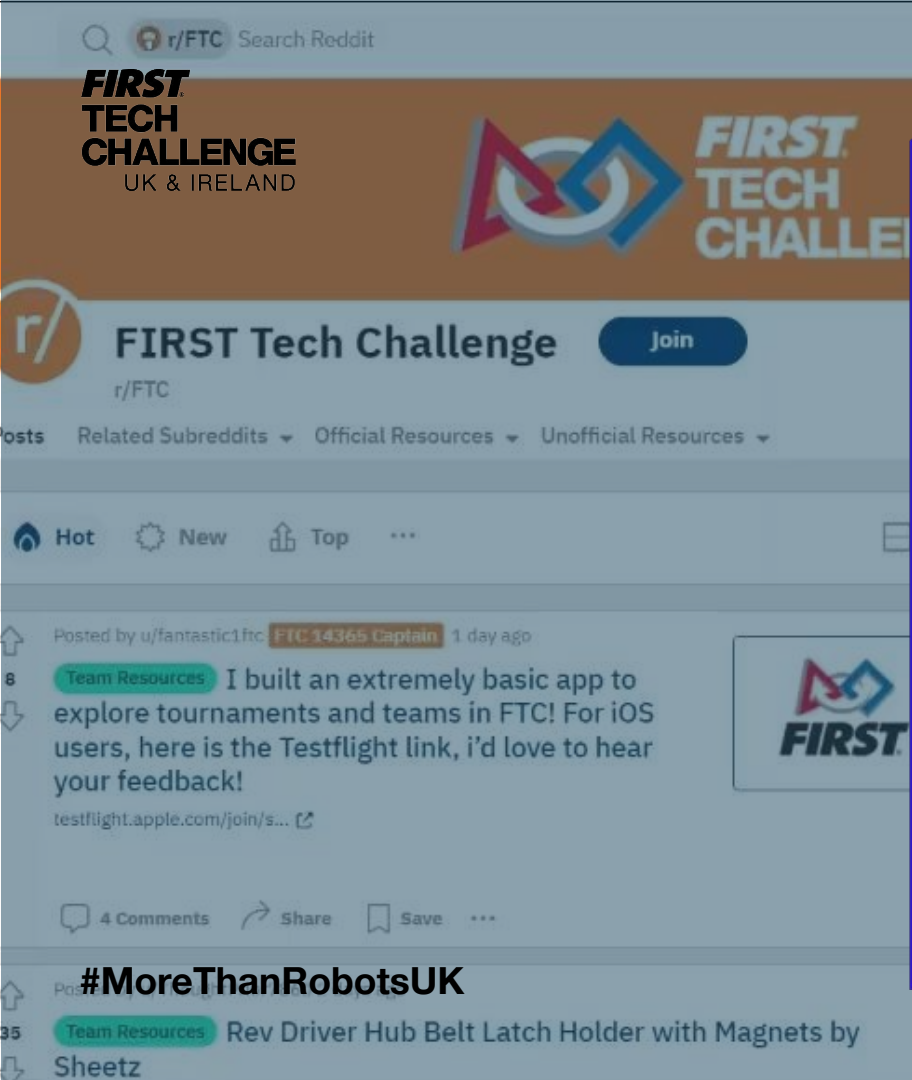 r/FTC Search Reddit
FIRST
TECH
CHALLENGE
UK & IRELAND
FIRST
TECH
CHALLE
r/
FIRST Tech Challenge
Join
r/FTC
osts Related Subreddits Official Resources Unofficial Resources
Hot New Top ...
Posted by u/fantastic1ftc FTC 14365 Captain 1 day ago
8
Team Resources I built an extremely basic app to
explore tournaments and teams in FTC! For iOS
users, here is the Testflight link, i'd love to hear
your feedback!
testflight.apple.com/join/s...
FIRST
4 Comments Share Save ...
#MoreThanRobotsUK
35
Team Resources Rev Driver Hub Belt Latch Holder with Magnets by
Sheetz